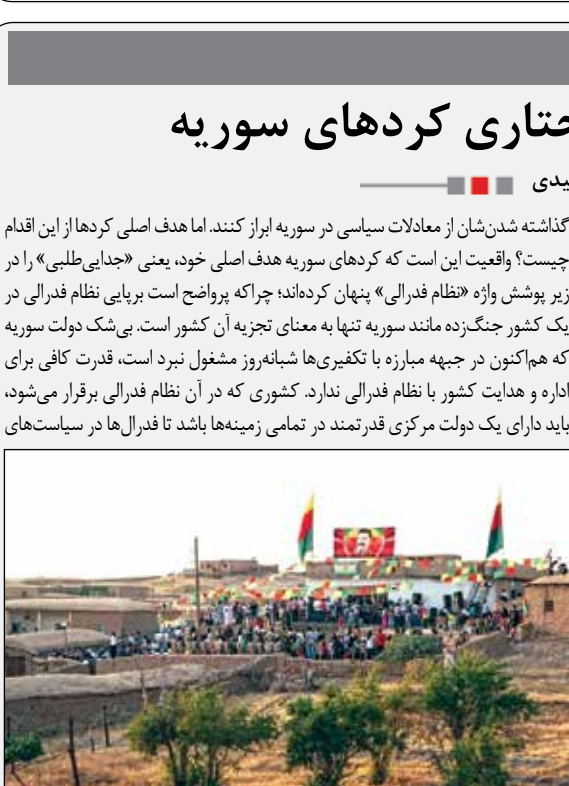 ختاری کردهای سوریه
یدی
گذاشته شدن‌شان از معادلات سیاسی در سوریه ابراز کنند. اما هدف اصلی کردها از این اقدام
چیست؟ واقعیت این است که کردهای سوریه هدف اصلی خود، یعنی «جدایی‌طلبی» را در
زیر پوشش واژه «نظام فدرالی» پنهان کرده‌اند؛ چراکه پرواضح است برپایی نظام فدرالی در
یک کشور جنگ‌زده مانند سوریه تنها به معنای تجزیه آن کشور است. بی‌شک دولت سوریه
که هم‌اکنون در جبهه مبارزه با تکفیری‌ها شبانه‌روز مشغول نبرد است، قدرت کافی برای
اداره و هدایت کشور با نظام فدرالی ندارد. کشوری که در آن نظام فدرالی برقرار می‌شود،
باید دارای یک دولت مرکزی قدرتمند در تمامی زمینه‌ها باشد تا فدرال‌ها در سیاست‌های